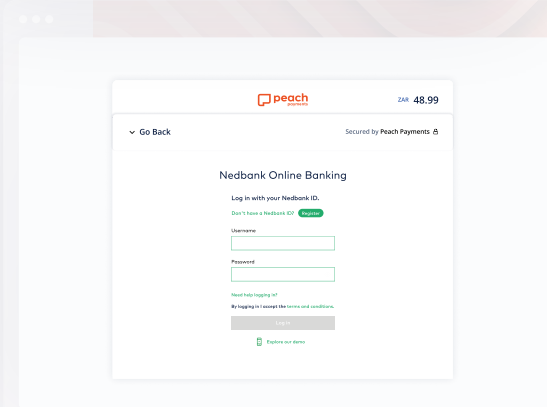 peach
payments
ZAR 48.99
Go Back
Secured by Peach Payments
Nedbank Online Banking
Log in with your Nedbank ID.
Don't have a Nedbank ID? Register
Username
Password
Need help logging in?
By logging in I accept the terms and conditions.
Log in
Explore our demo